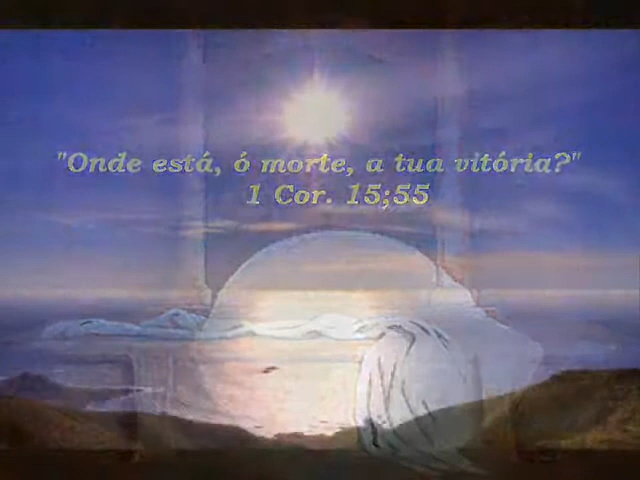 "Onde está, ó morte, a tua vitória?"
1 Cor. 15;55